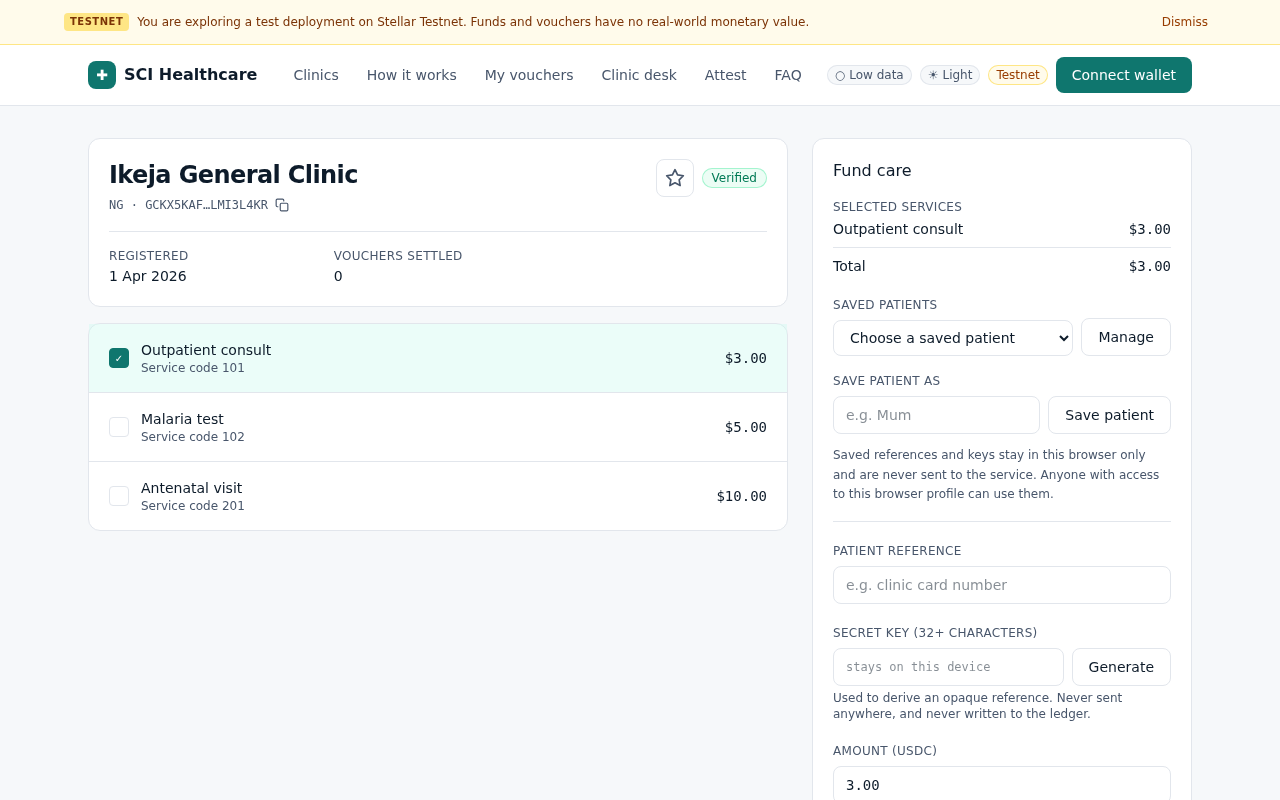 TESTNET You are exploring a test deployment on Stellar Testnet. Funds and vouchers have no real-world monetary value. Dismiss
SCI Healthcare Clinics How it works My vouchers Clinic desk Attest FAQ Low data Light Testnet Connect wallet
Ikeja General Clinic
Verified
NG · GCKX5KAF…LMI3L4KR
REGISTERED VOUCHERS SETTLED
1 Apr 2026 0
Outpatient consult
Service code 101
$3.00
Malaria test
Service code 102
$5.00
Antenatal visit
Service code 201
$10.00
Fund care
SELECTED SERVICES
Outpatient consult $3.00
Total $3.00
SAVED PATIENTS
Choose a saved patient Manage
SAVE PATIENT AS
e.g. Mum Save patient
Saved references and keys stay in this browser only
and are never sent to the service. Anyone with access
to this browser profile can use them.
PATIENT REFERENCE
e.g. clinic card number
SECRET KEY (32+ CHARACTERS)
stays on this device Generate
Used to derive an opaque reference. Never sent
anywhere, and never written to the ledger.
AMOUNT (USDC)
3.00